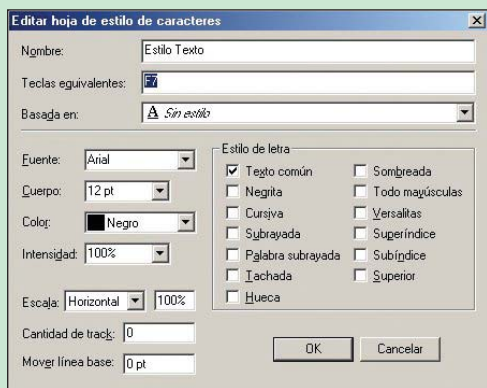 Editar hoja de estilo de caracteres
Nombre: Estilo Texto
Teclas equivalentes: F7
Basada en: A Sin estilo
Fuente: Arial
Cuerpo: 12 pt
Color: Negro
Intensidad: 100%
Escala: Horizontal 100%
Cantidad de track: 0
Mover línea base: 0 pt
Estilo de letra
Texto común Sombreada
Negrita Todo mayúsculas
Cursiva Versalitas
Subrayada Superíndice
Palabra subrayada Subíndice
Tachada Superior
Hueca
OK Cancelar